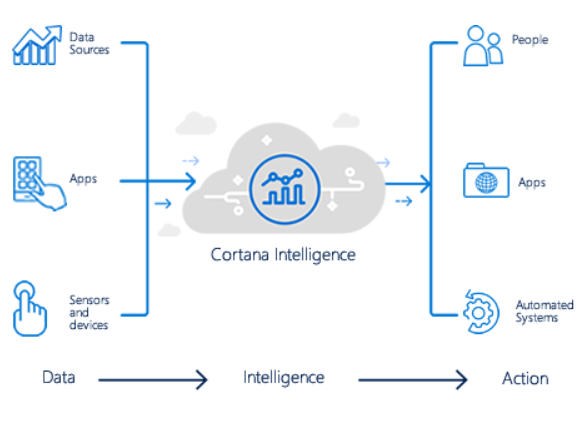 Data
Sources
People
Apps
Apps
Cortana Intelligence
Sensors
and
devices
Automated
Systems
Data
Intelligence
Action